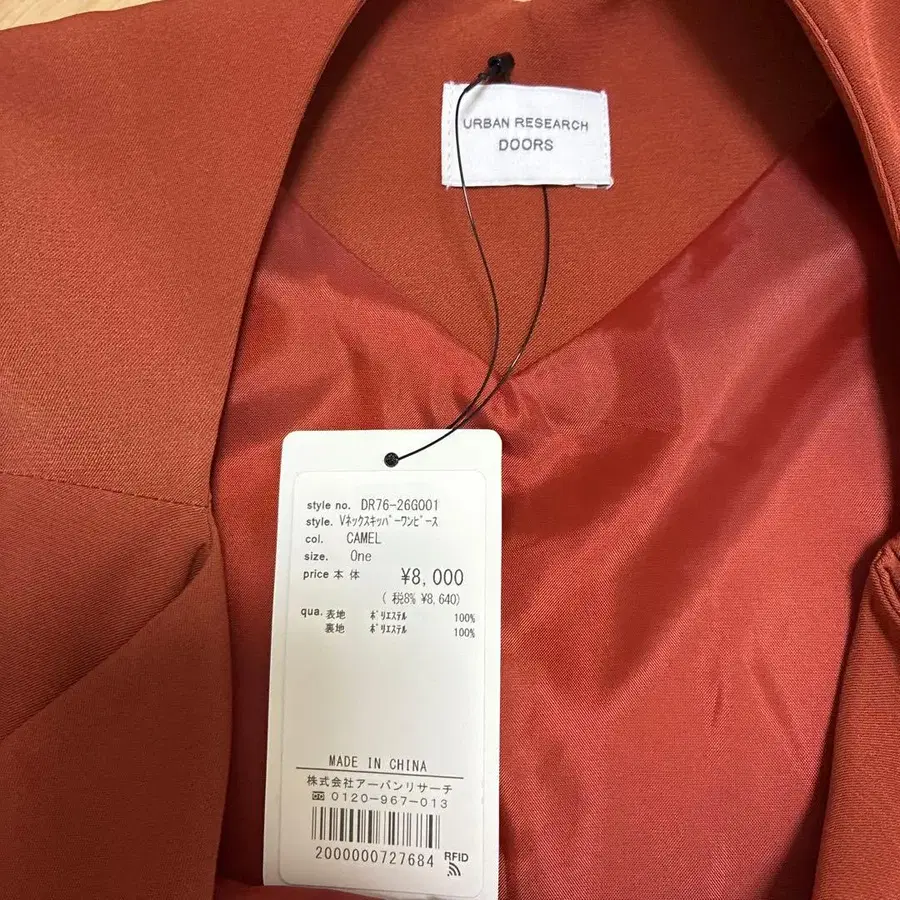 URBAN RESEARCH
DOORS
style no. DR76-26G001
style. Vﾈｯｸｽｷｯﾊﾟｰﾜﾝﾋﾟｰｽ
col. CAMEL
size. One
price 本体 ¥8,000
( 税8% ¥8,640)
qua. 表地 ﾎﾟﾘｴｽﾃﾙ 100%
裏地 ﾎﾟﾘｴｽﾃﾙ 100%
MADE IN CHINA
株式会社アーバンリサーチ
0120-967-013
2000000727684
RFID